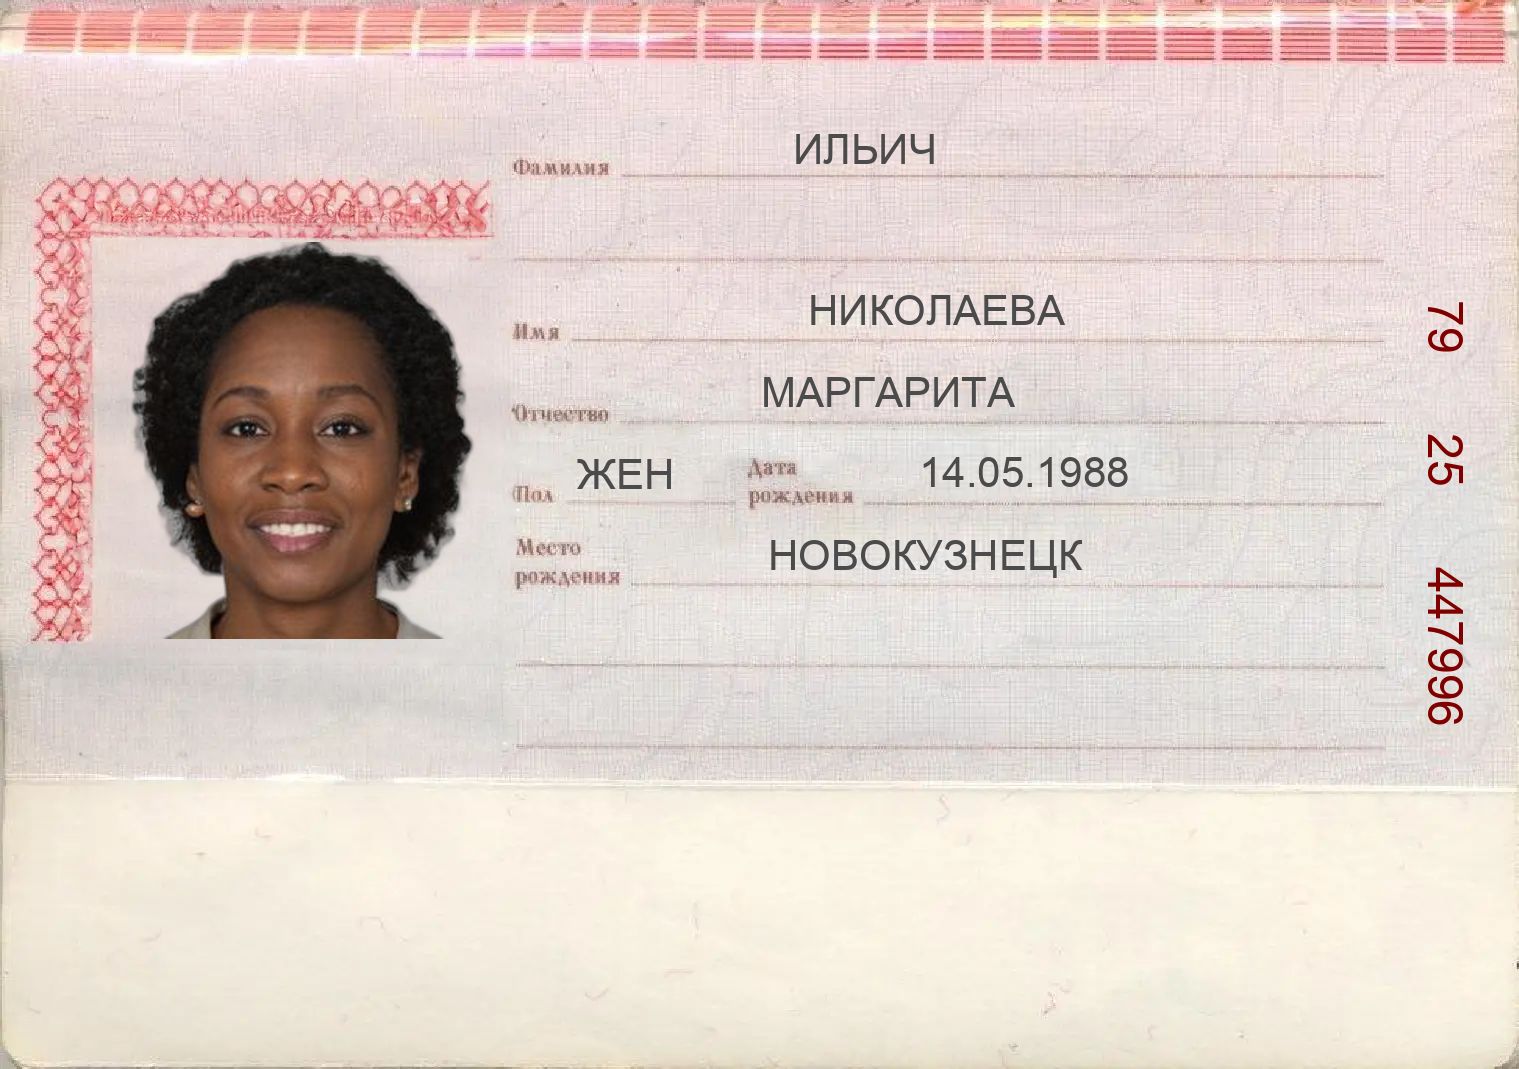 Фамилия ИЛЬИЧ
Имя НИКОЛАЕВА
Отчество МАРГАРИТА
Пол ЖЕН Дата рождения 14.05.1988
Место рождения НОВОКУЗНЕЦК
79 25 447996